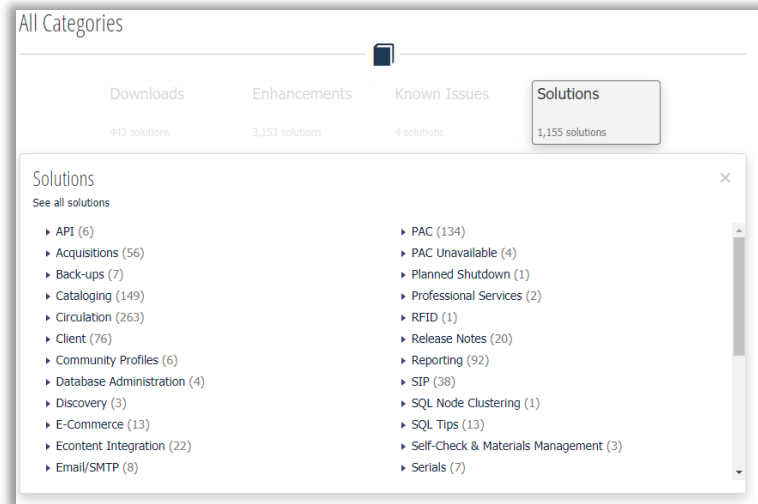 All Categories
Downloads
443 solutions
Enhancements
3,153 solutions
Known Issues
4 solutions
Solutions
1,155 solutions
Solutions
See all solutions
API (6)
Acquisitions (56)
Back-ups (7)
Cataloging (149)
Circulation (263)
Client (76)
Community Profiles (6)
Database Administration (4)
Discovery (3)
E-Commerce (13)
Econtent Integration (22)
Email/SMTP (8)
PAC (134)
PAC Unavailable (4)
Planned Shutdown (1)
Professional Services (2)
RFID (1)
Release Notes (20)
Reporting (92)
SIP (38)
SQL Node Clustering (1)
SQL Tips (13)
Self-Check & Materials Management (3)
Serials (7)